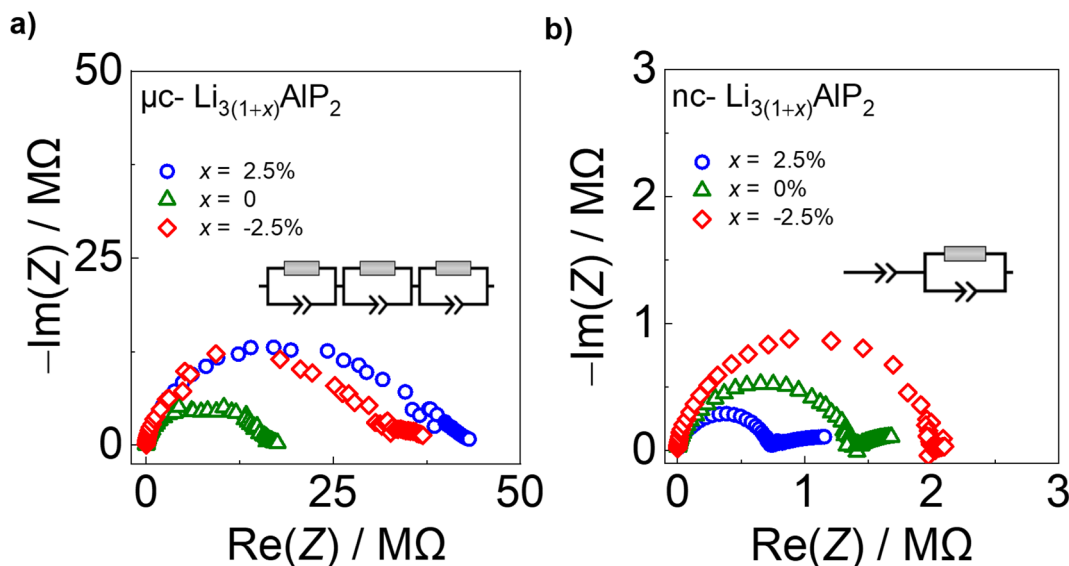 a)
µc- Li3(1+x)AlP2
x = 2.5%
x = 0
x = -2.5%
50
25
0
−Im(Z) / MΩ
0 25 50
Re(Z) / MΩ
b)
nc- Li3(1+x)AlP2
x = 2.5%
x = 0%
x = -2.5%
3
2
1
0
−Im(Z) / MΩ
0 1 2 3
Re(Z) / MΩ